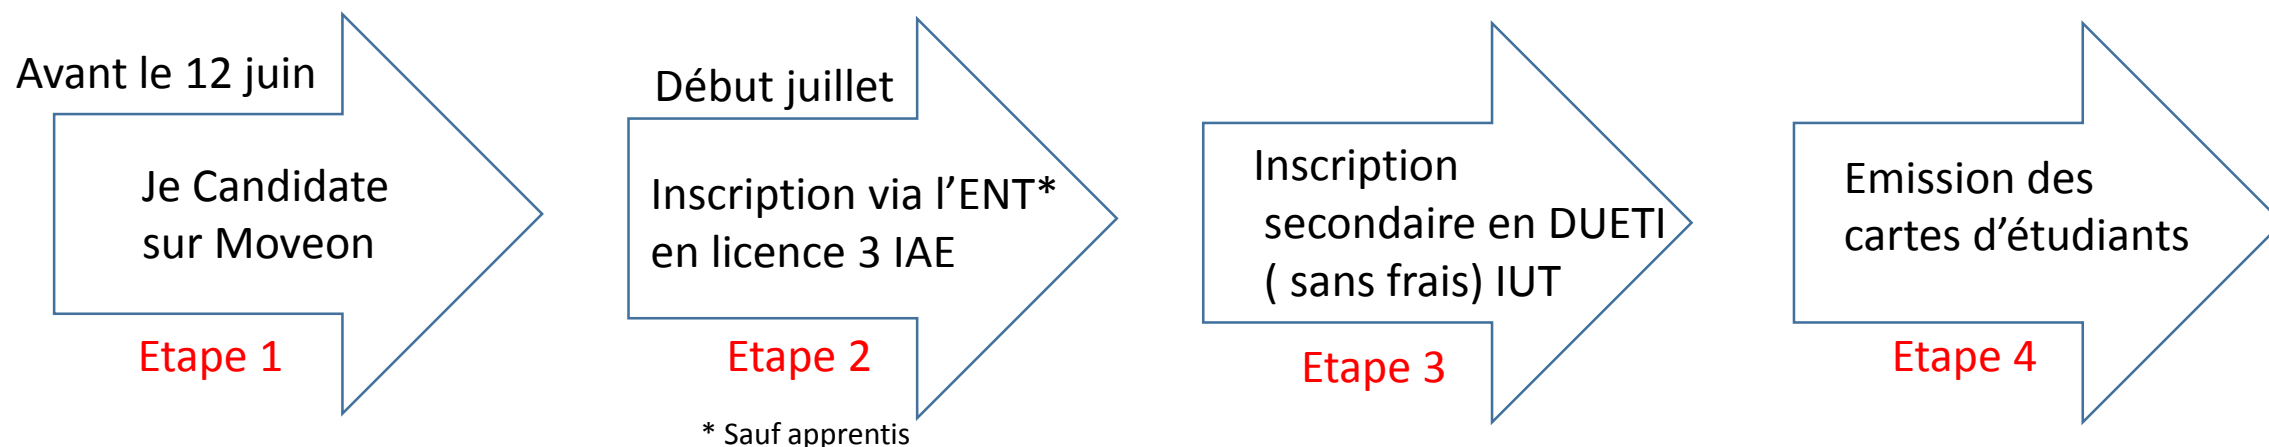 Avant le 12 juin
Je Candidate
sur Moveon
Etape 1
Début juillet
Inscription via l’ENT*
en licence 3 IAE
Etape 2
* Sauf apprentis
Inscription
secondaire en DUETI
( sans frais) IUT
Etape 3
Emission des
cartes d’étudiants
Etape 4